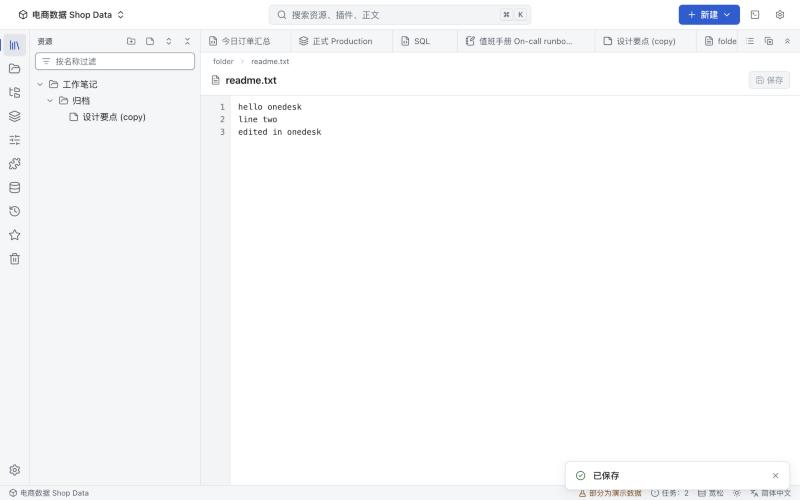 电商数据 Shop Data
搜索资源、插件、正文
⌘ K
新建
资源
今日订单汇总
正式 Production
SQL
值班手册 On-call runbo...
设计要点 (copy)
folde
按名称过滤
folder > readme.txt
readme.txt
保存
工作笔记
归档
设计要点 (copy)
1 hello onedesk
2 line two
3 edited in onedesk
已保存
电商数据 Shop Data
部分为演示数据
任务: 2
宽松
简体中文